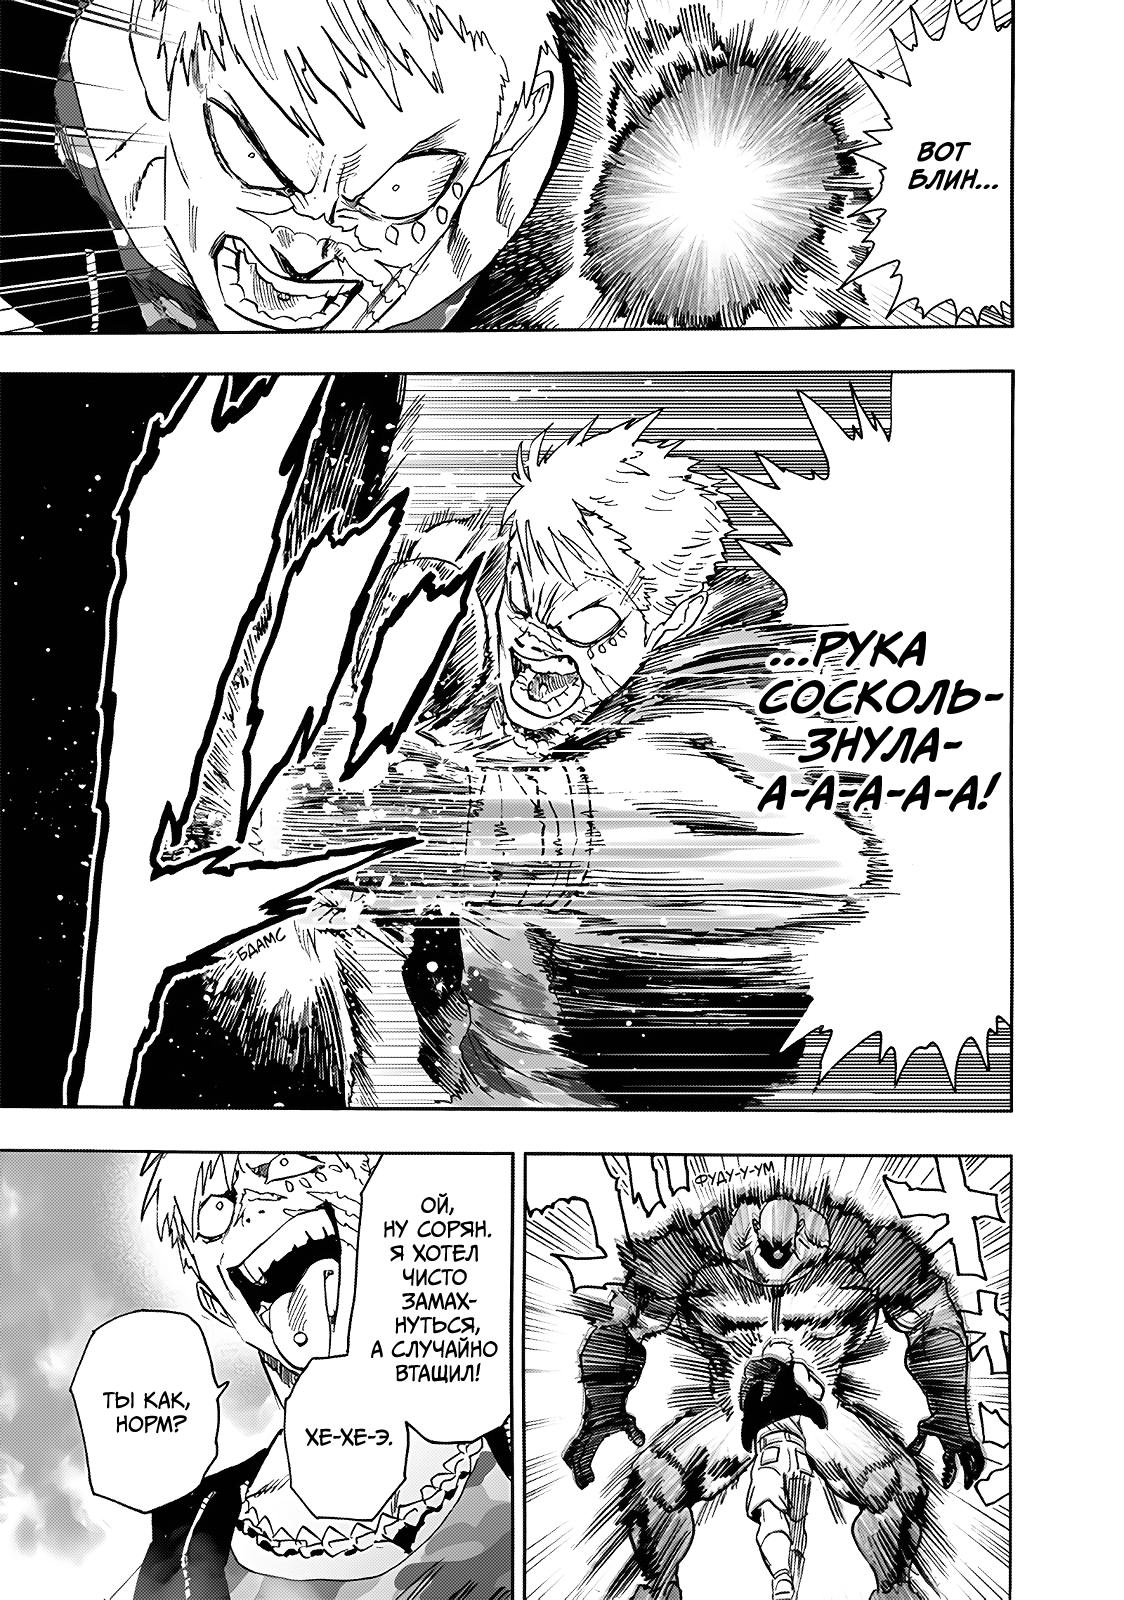 ВОТ
БЛИН...
...РУКА
СОСКОЛЬ-
ЗНУЛА-
А-А-А-А-А!
БДАМС
ФУДУ-У-УМ
ОЙ,
НУ СОРЯН.
Я ХОТЕЛ
ЧИСТО
ЗАМАХ-
НУТЬСЯ,
А СЛУЧАЙНО
ВТАЩИЛ!
ХЕ-ХЕ-Э.
ТЫ КАК,
НОРМ?